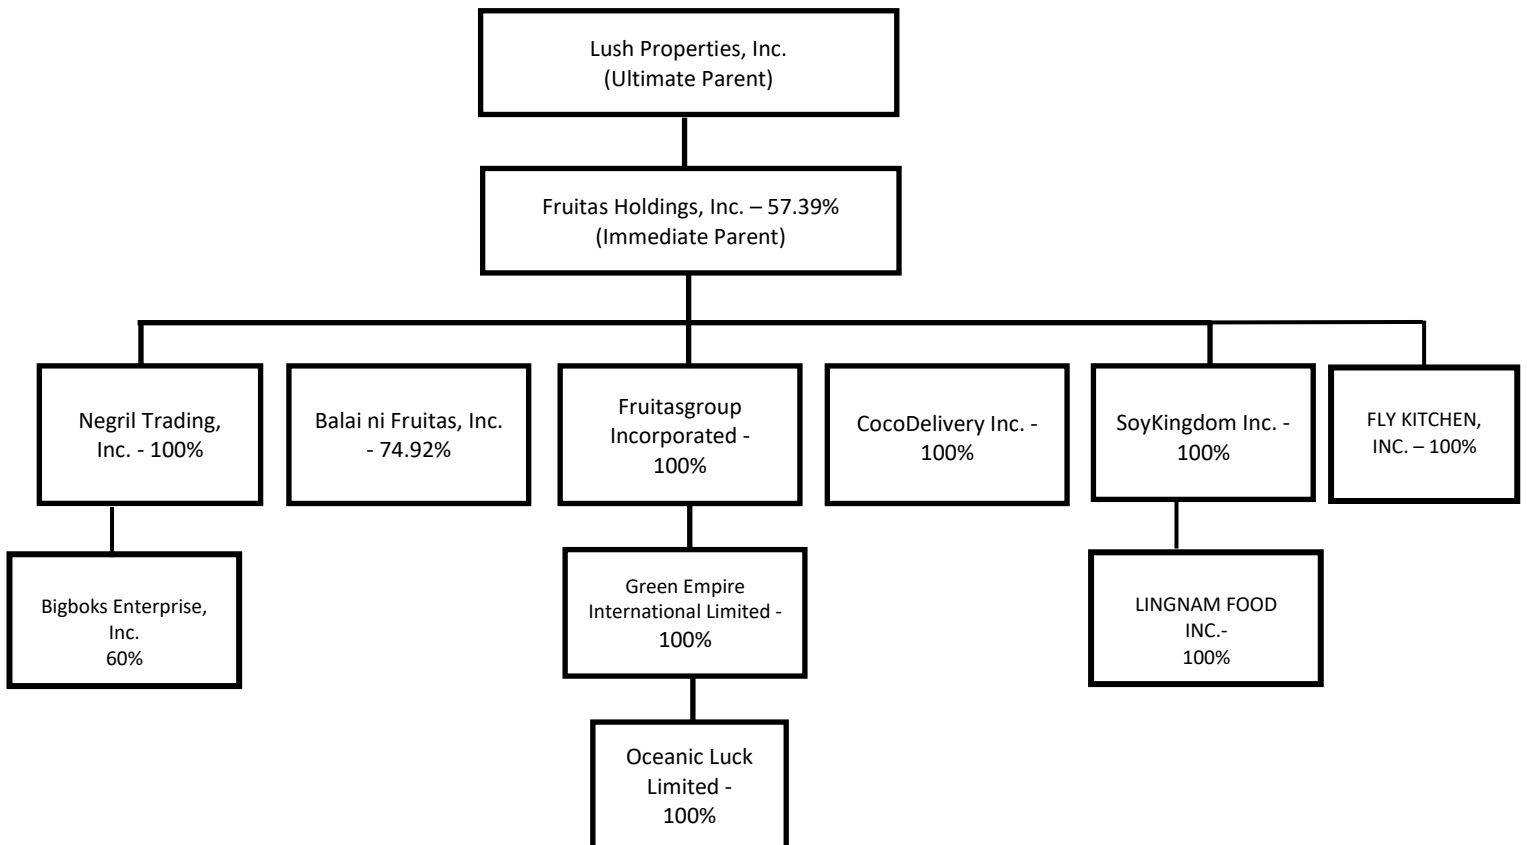 Lush Properties, Inc.
(Ultimate Parent)
Fruitas Holdings, Inc. – 57.39%
(Immediate Parent)
Negril Trading,
Inc. - 100%
Balai ni Fruitas, Inc.
- 74.92%
Fruitasgroup
Incorporated -
100%
CocoDelivery Inc. -
100%
SoyKingdom Inc. -
100%
FLY KITCHEN,
INC. – 100%
Bigboks Enterprise,
Inc.
60%
Green Empire
International Limited -
100%
LINGNAM FOOD
INC.-
100%
Oceanic Luck
Limited -
100%